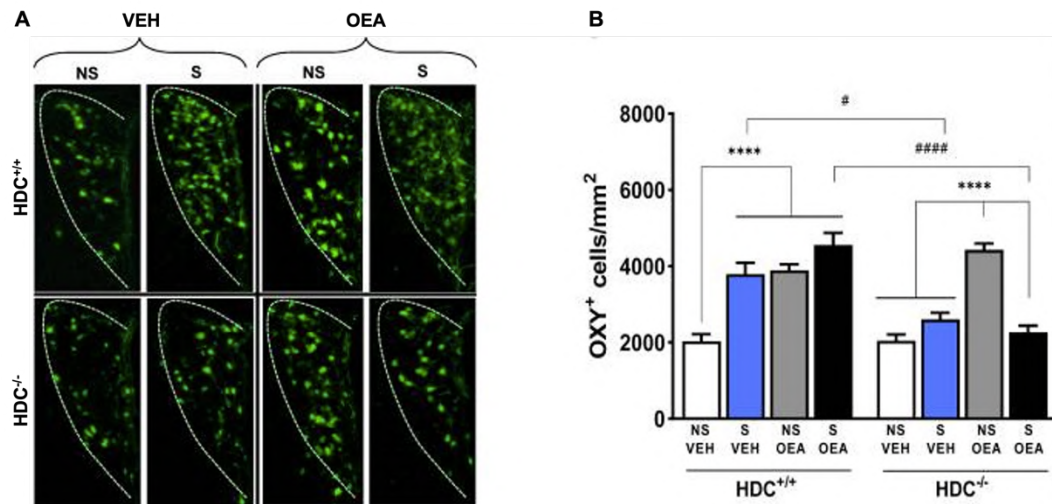 A
VEH OEA
NS S NS S
HDC+/+
HDC-/-
B
OXY+ cells/mm2
8000
6000
4000
2000
0
#
####
****
****
NS S NS S NS S NS S
VEH VEH OEA OEA VEH VEH OEA OEA
HDC+/+ HDC-/-